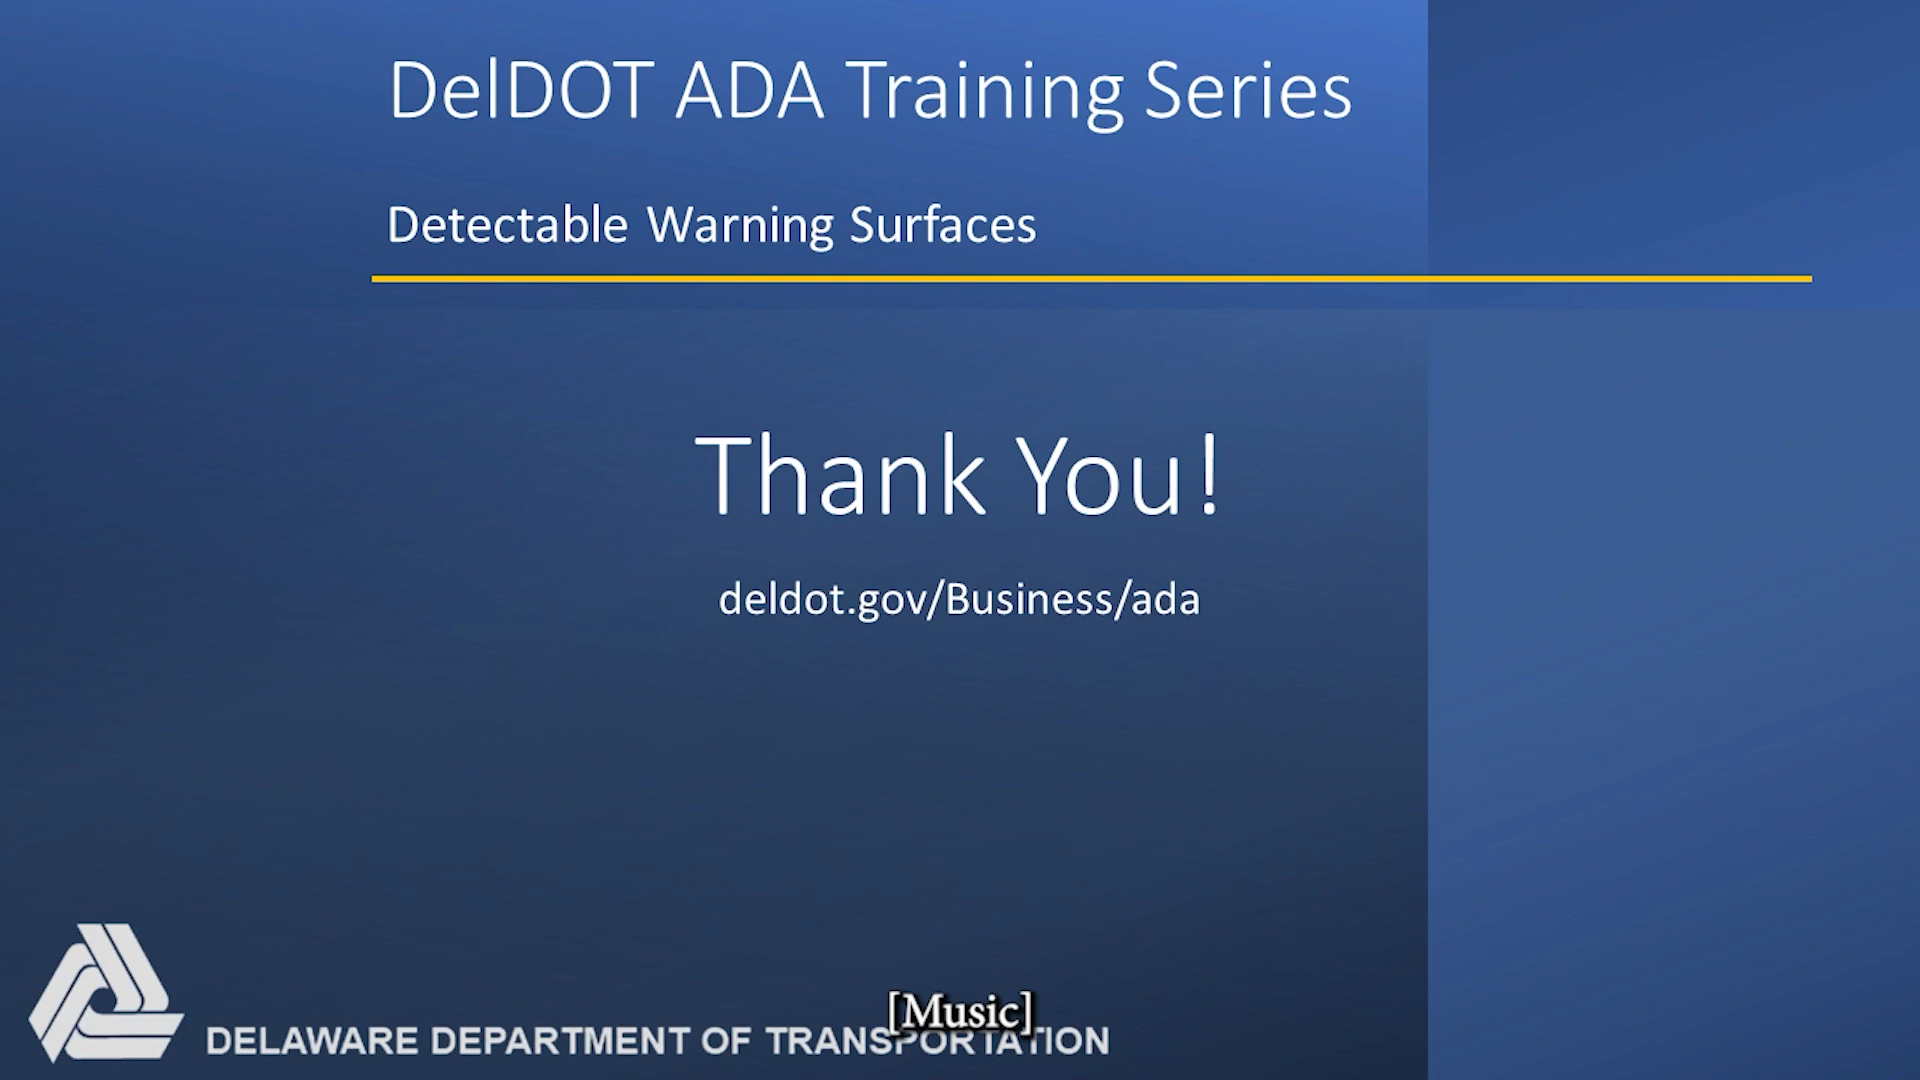 DelDOT ADA Training Series
Detectable Warning Surfaces
Thank You!
deldot.gov/Business/ada
[Music]
DELAWARE DEPARTMENT OF TRANSPORTATION